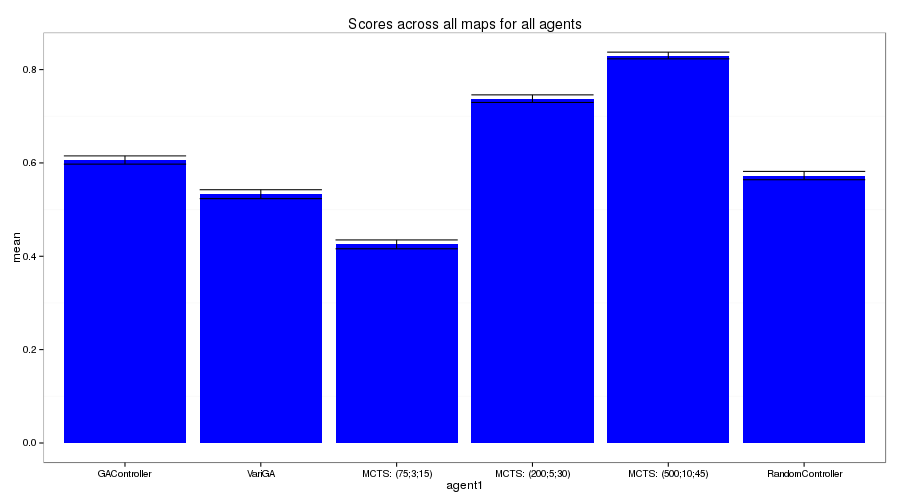 Scores across all maps for all agents
mean
0.8
0.6
0.4
0.2
0.0
GAController
VariGA
MCTS: (75;3;15)
MCTS: (200;5;30)
MCTS: (500;10;45)
RandomController
agent1